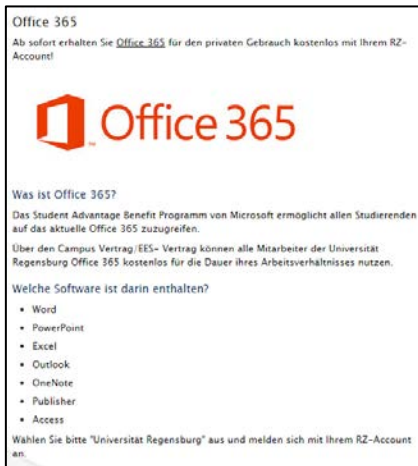 Office 365
Ab sofort erhalten Sie Office 365 für den privaten Gebrauch kostenlos mit Ihrem RZ-
Account!
Office 365
Was ist Office 365?
Das Student Advantage Benefit Programm von Microsoft ermöglicht allen Studierenden
auf das aktuelle Office 365 zuzugreifen.
Über den Campus Vertrag/EES- Vertrag können alle Mitarbeiter der Universität
Regensburg Office 365 kostenlos für die Dauer ihres Arbeitsverhältnisses nutzen.
Welche Software ist darin enthalten?
• Word
• PowerPoint
• Excel
• Outlook
• OneNote
• Publisher
• Access
Wählen Sie bitte "Universität Regensburg" aus und melden sich mit Ihrem RZ-Account
an.